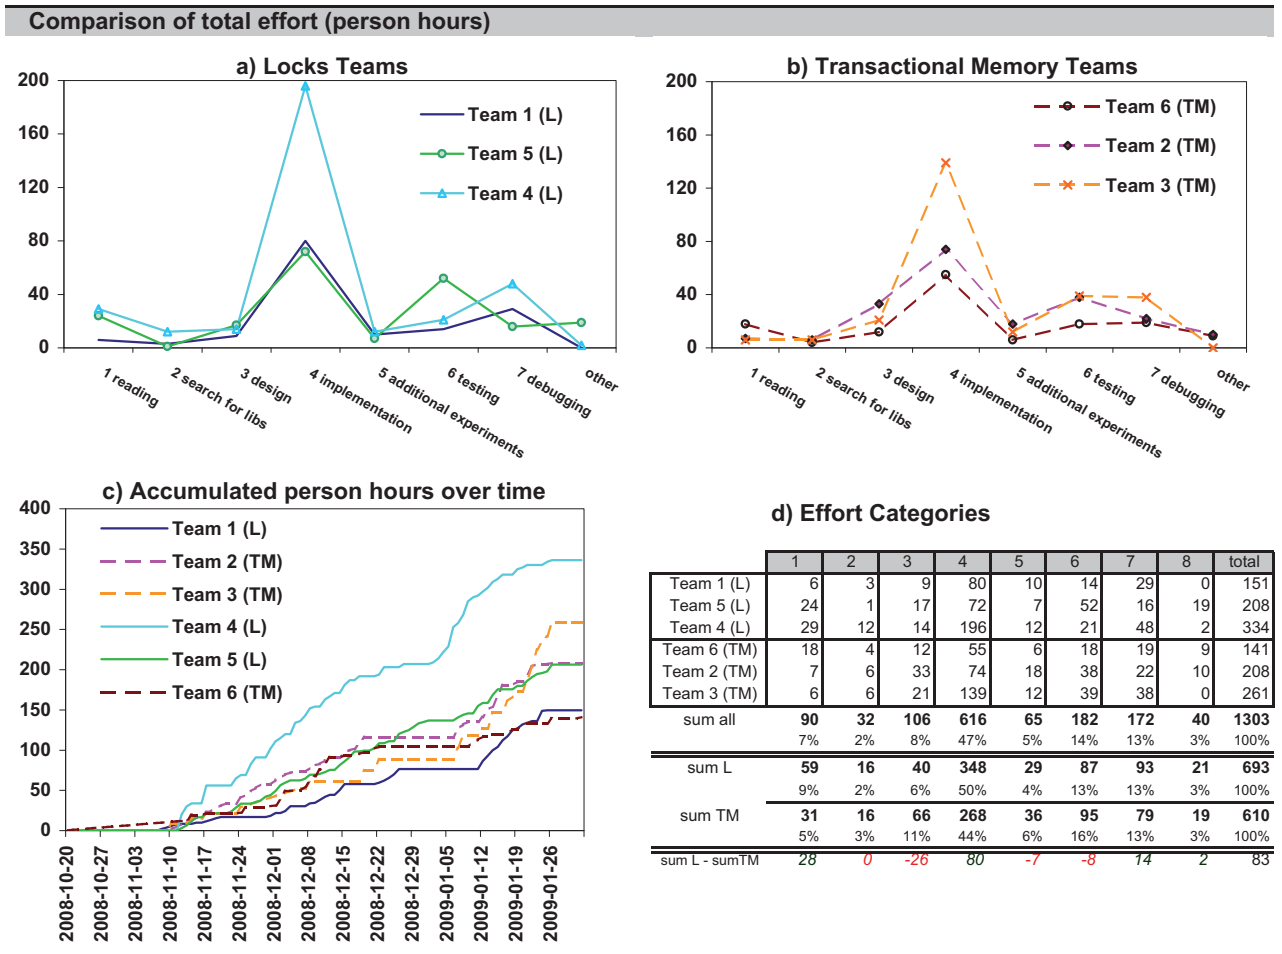 Comparison of total effort (person hours)
a) Locks Teams
200
160
120
80
40
0
Team 1 (L)
Team 5 (L)
Team 4 (L)
1 reading
2 search for libs
3 design
4 implementation
5 additional experiments
6 testing
7 debugging
other
b) Transactional Memory Teams
200
160
120
80
40
0
Team 6 (TM)
Team 2 (TM)
Team 3 (TM)
1 reading
2 search for libs
3 design
4 implementation
5 additional experiments
6 testing
7 debugging
other
c) Accumulated person hours over time
400
350
300
250
200
150
100
50
0
Team 1 (L)
Team 2 (TM)
Team 3 (TM)
Team 4 (L)
Team 5 (L)
Team 6 (TM)
2008-10-20
2008-10-27
2008-11-03
2008-11-10
2008-11-17
2008-11-24
2008-12-01
2008-12-08
2008-12-15
2008-12-22
2008-12-29
2009-01-05
2009-01-12
2009-01-19
2009-01-26
d) Effort Categories
1 2 3 4 5 6 7 8 total
Team 1 (L) 6 3 9 80 10 14 29 0 151
Team 5 (L) 24 1 17 72 7 52 16 19 208
Team 4 (L) 29 12 14 196 12 21 48 2 334
Team 6 (TM) 18 4 12 55 6 18 19 9 141
Team 2 (TM) 7 6 33 74 18 38 22 10 208
Team 3 (TM) 6 6 21 139 12 39 38 0 261
sum all 90 32 106 616 65 182 172 40 1303
7% 2% 8% 47% 5% 14% 13% 3% 100%
sum L 59 16 40 348 29 87 93 21 693
9% 2% 6% 50% 4% 13% 13% 3% 100%
sum TM 31 16 66 268 36 95 79 19 610
5% 3% 11% 44% 6% 16% 13% 3% 100%
sum L - sumTM 28 0 -26 80 -7 -8 14 2 83